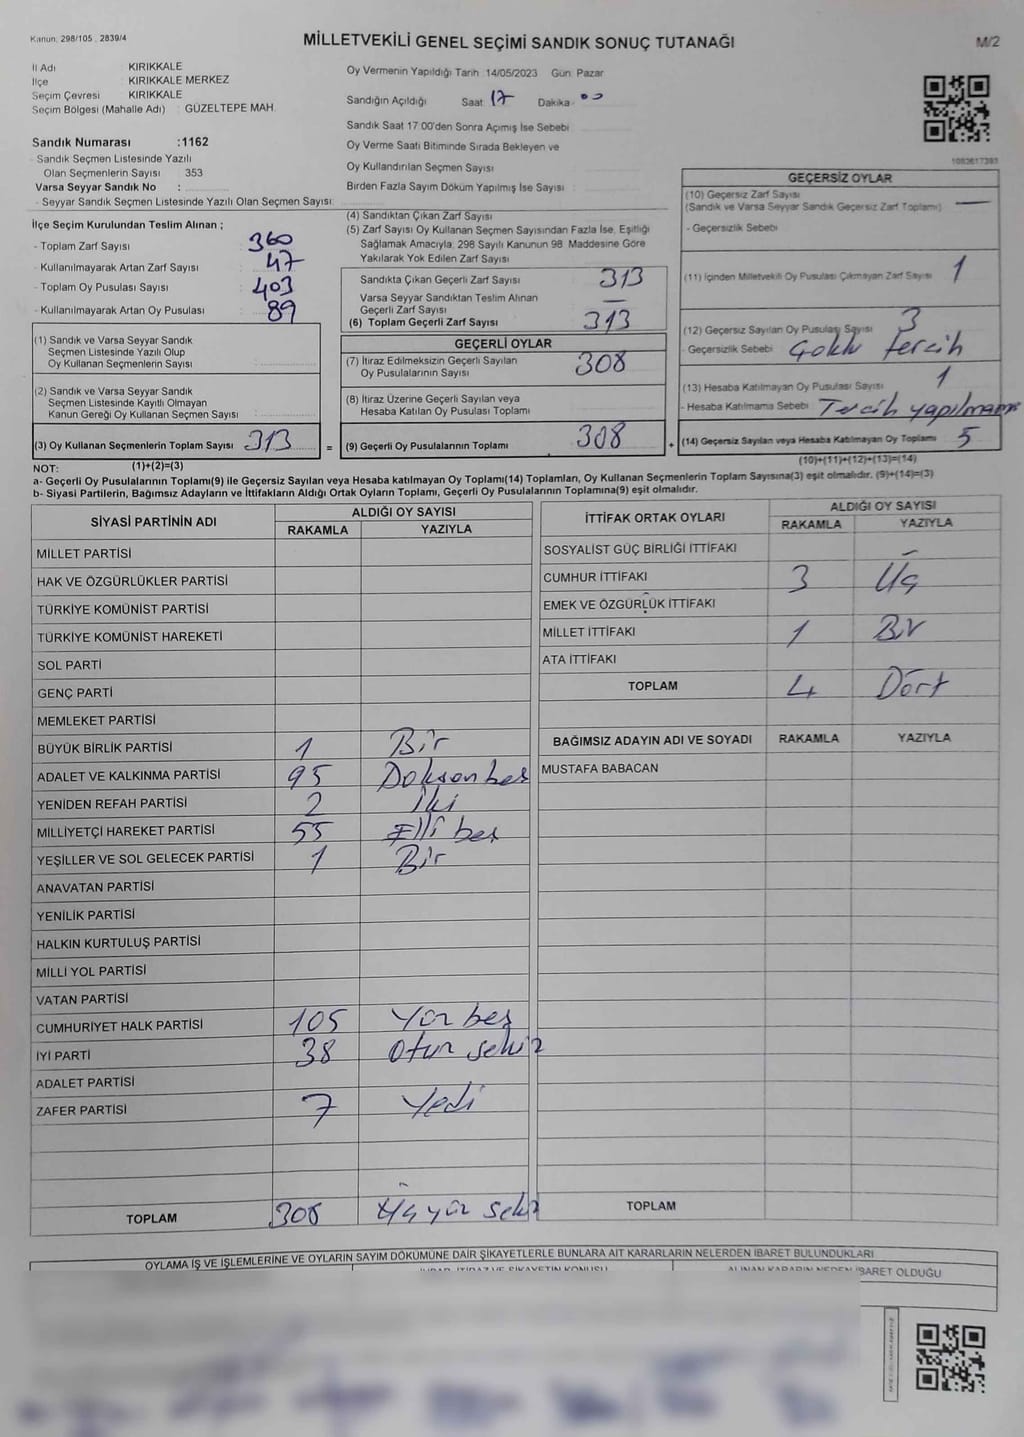 Kanun: 298/105 , 2839/4
MİLLETVEKİLİ GENEL SEÇİMİ SANDIK SONUÇ TUTANAĞI
M/2
İl Adı KIRIKKALE
İlçe KIRIKKALE MERKEZ
Seçim Çevresi KIRIKKALE
Seçim Bölgesi (Mahalle Adı) : GÜZELTEPE MAH.
Oy Vermenin Yapıldığı Tarih :14/05/2023 Gün: Pazar
Sandığın Açıldığı Saat 17 Dakika- 00
Sandık Saat 17:00'den Sonra Açımış İse Sebebi
Oy Verme Saati Bitiminde Sırada Bekleyen ve
Oy Kullandırılan Seçmen Sayısı
Birden Fazla Sayım Döküm Yapılmış İse Sayısı :
Sandık Numarası :1162
- Sandık Seçmen Listesinde Yazılı
Olan Seçmenlerin Sayısı : 353
Varsa Seyyar Sandık No :
- Seyyar Sandık Seçmen Listesinde Yazılı Olan Seçmen Sayısı:
İlçe Seçim Kurulundan Teslim Alınan ;
- Toplam Zarf Sayısı 360
- Kullanılmayarak Artan Zarf Sayısı 47
- Toplam Oy Pusulası Sayısı 403
- Kullanılmayarak Artan Oy Pusulası 89
(1) Sandık ve Varsa Seyyar Sandık
Seçmen Listesinde Yazılı Olup
Oy Kullanan Seçmenlerin Sayısı
(2) Sandık ve Varsa Seyyar Sandık
Seçmen Listesinde Kayıtlı Olmayan
Kanun Gereği Oy Kullanan Seçmen Sayısı :
(3) Oy Kullanan Seçmenlerin Toplam Sayısı 313 =
(4) Sandıktan Çıkan Zarf Sayısı
(5) Zarf Sayısı Oy Kullanan Seçmen Sayısından Fazla İse, Eşitliği
Sağlamak Amacıyla; 298 Sayılı Kanunun 98. Maddesine Göre
Yakılarak Yok Edilen Zarf Sayısı
Sandıkta Çıkan Geçerli Zarf Sayısı 313
Varsa Seyyar Sandıktan Teslim Alınan
Geçerli Zarf Sayısı —
(6) Toplam Geçerli Zarf Sayısı 313
GEÇERLİ OYLAR
(7) İtiraz Edilmeksizin Geçerli Sayılan
Oy Pusulalarının Sayısı 308
(8) İtiraz Üzerine Geçerli Sayılan veya
Hesaba Katılan Oy Pusulası Toplamı
(9) Geçerli Oy Pusulalarının Toplamı 308 +
1083617393
GEÇERSİZ OYLAR
(10) Geçersiz Zarf Sayısı
(Sandık ve Varsa Seyyar Sandık Geçersiz Zarf Toplamı) —
- Geçersizlik Sebebi
(11) İçinden Milletvekili Oy Pusulası Çıkmayan Zarf Sayısı 1
(12) Geçersiz Sayılan Oy Pusulası Sayısı 3
- Geçersizlik Sebebi Çoklu tercih
(13) Hesaba Katılmayan Oy Pusulası Sayısı 1
- Hesaba Katılmama Sebebi Tercih
(14) Geçersiz Sayılan veya Hesaba Katılmayan Oy Toplamı 5
(10)+(11)+(12)+(13)=(14)
NOT: (1)+(2)=(3)
a- Geçerli Oy Pusulalarının Toplamı(9) ile Geçersiz Sayılan veya Hesaba katılmayan Oy Toplamı(14) Toplamları, Oy Kullanan Seçmenlerin Toplam Sayısına(3) eşit olmalıdır. (9)+(14)=(3)
b- Siyasi Partilerin, Bağımsız Adayların ve İttifakların Aldığı Ortak Oyların Toplamı, Geçerli Oy Pusulalarının Toplamına(9) eşit olmalıdır.
SİYASİ PARTİNİN ADI ALDIĞI OY SAYISI
RAKAMLA YAZIYLA
MİLLET PARTİSİ
HAK VE ÖZGÜRLÜKLER PARTİSİ
TÜRKİYE KOMÜNİST PARTİSİ
TÜRKİYE KOMÜNİST HAREKETİ
SOL PARTİ
GENÇ PARTİ
MEMLEKET PARTİSİ
BÜYÜK BİRLİK PARTİSİ 1 Bir
ADALET VE KALKINMA PARTİSİ 95 Doksan beş
YENİDEN REFAH PARTİSİ 2 İki
MİLLİYETÇİ HAREKET PARTİSİ 55 Elli beş
YEŞİLLER VE SOL GELECEK PARTİSİ 1 Bir
ANAVATAN PARTİSİ
YENİLİK PARTİSİ
HALKIN KURTULUŞ PARTİSİ
MİLLİ YOL PARTİSİ
VATAN PARTİSİ
CUMHURİYET HALK PARTİSİ 105 Yüz beş
İYİ PARTİ 38 Otuz sekiz
ADALET PARTİSİ
ZAFER PARTİSİ 7 Yedi
TOPLAM 308 Üç yüz sekiz
İTTİFAK ORTAK OYLARI ALDIĞI OY SAYISI
RAKAMLA YAZIYLA
SOSYALİST GÜÇ BİRLİĞİ İTTİFAKI
CUMHUR İTTİFAKI 3 Üç
EMEK VE ÖZGÜRLÜK İTTİFAKI
MİLLET İTTİFAKI 1 Bir
ATA İTTİFAKI
TOPLAM 4 Dört
BAĞIMSIZ ADAYIN ADI VE SOYADI RAKAMLA YAZIYLA
MUSTAFA BABACAN
TOPLAM
OYLAMA İŞ VE İŞLEMLERİNE VE OYLARIN SAYIM DÖKÜMÜNE DAİR ŞİKAYETLERLE BUNLARA AİT KARARLARIN NELERDEN İBARET BULUNDUKLARI
ALINAN KARARIN NEDEN İBARET OLDUĞU